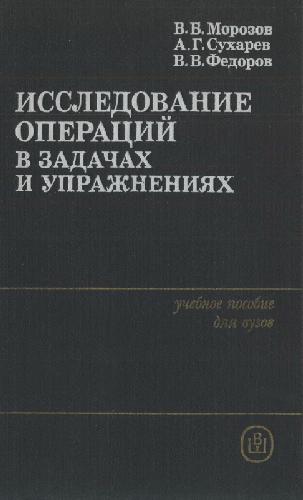 В. В. Морозов
А. Г. Сухарев
В. В. Федоров
ИССЛЕДОВАНИЕ
ОПЕРАЦИЙ
В ЗАДАЧАХ
И УПРАЖНЕНИЯХ
учебное пособие
для вузов